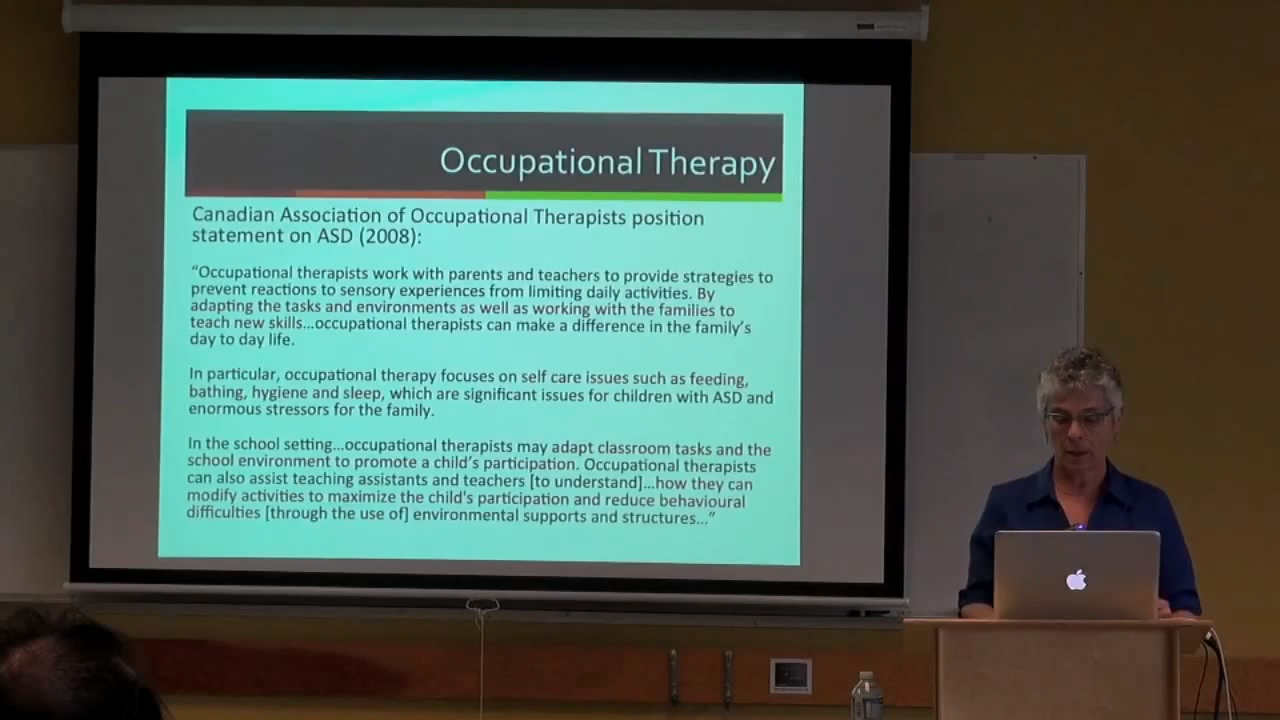 Occupational Therapy
Canadian Association of Occupational Therapists position
statement on ASD (2008):
“Occupational therapists work with parents and teachers to provide strategies to
prevent reactions to sensory experiences from limiting daily activities. By
adapting the tasks and environments as well as working with the families to
teach new skills...occupational therapists can make a difference in the family’s
day to day life.
In particular, occupational therapy focuses on self care issues such as feeding,
bathing, hygiene and sleep, which are significant issues for children with ASD and
enormous stressors for the family.
In the school setting...occupational therapists may adapt classroom tasks and the
school environment to promote a child’s participation. Occupational therapists
can also assist teaching assistants and teachers [to understand]...how they can
modify activities to maximize the child's participation and reduce behavioural
difficulties [through the use of] environmental supports and structures...”